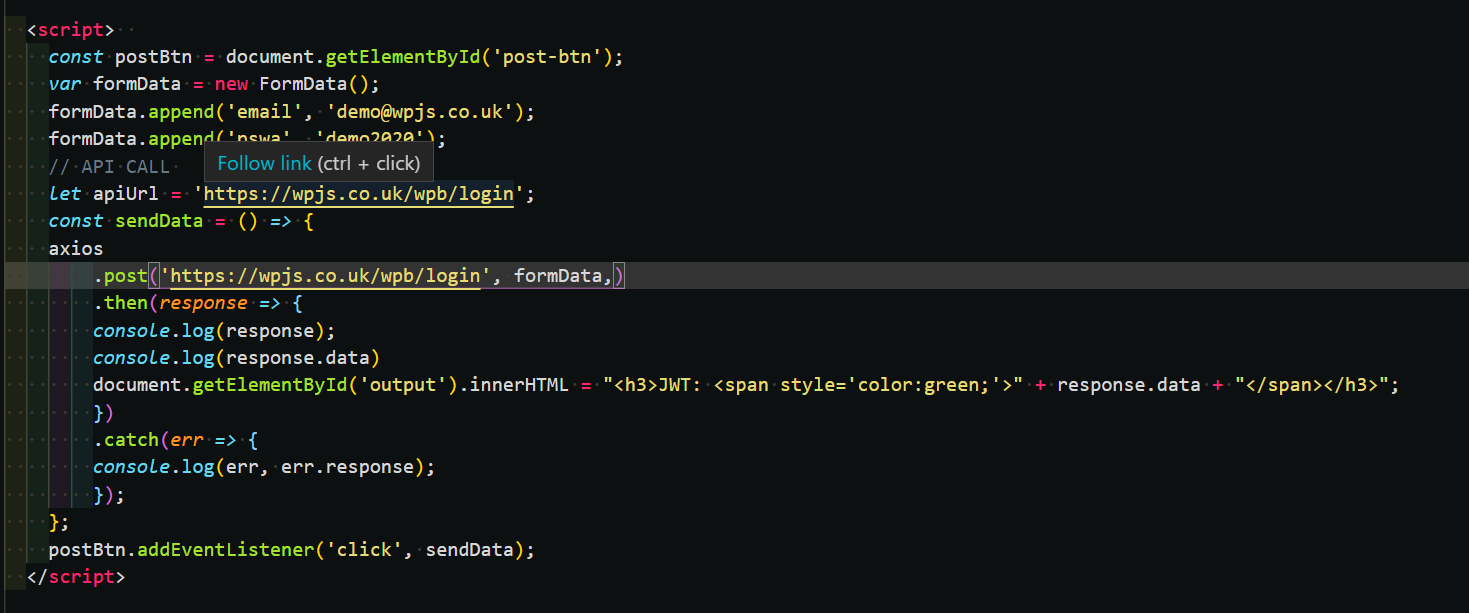 <script>
const postBtn = document.getElementById('post-btn');
var formData = new FormData();
formData.append('email', 'demo@wpjs.co.uk');
formData.append('pswa', 'demo2020');
// API CALL
Follow link (ctrl + click)
let apiUrl = 'https://wpjs.co.uk/wpb/login';
const sendData = () => {
axios
.post('https://wpjs.co.uk/wpb/login', formData,)
.then(response => {
console.log(response);
console.log(response.data)
document.getElementById('output').innerHTML = "<h3>JWT: <span style='color:green;'>" + response.data + "</span></h3>";
})
.catch(err => {
console.log(err, err.response);
});
};
postBtn.addEventListener('click', sendData);
</script>